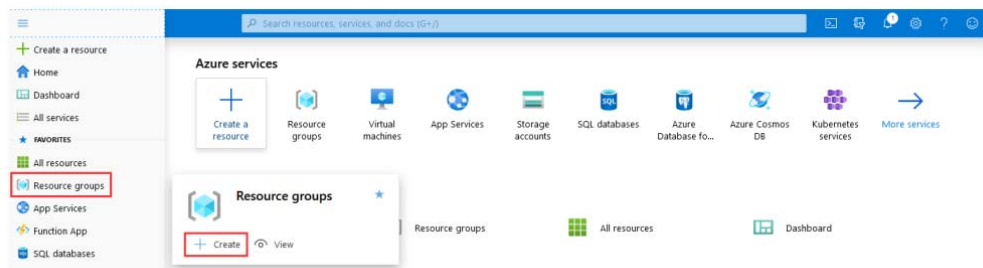 Search resources, services, and docs (G+/)
1
Create a resource
Home
Dashboard
All services
FAVORITES
All resources
Resource groups
App Services
Function App
SQL databases
Azure services
Create a
resource
Resource
groups
Virtual
machines
App Services
Storage
accounts
SQL databases
Azure
Database fo...
Azure Cosmos
DB
Kubernetes
services
More services
Resource groups
Create
View
Resource groups
All resources
Dashboard